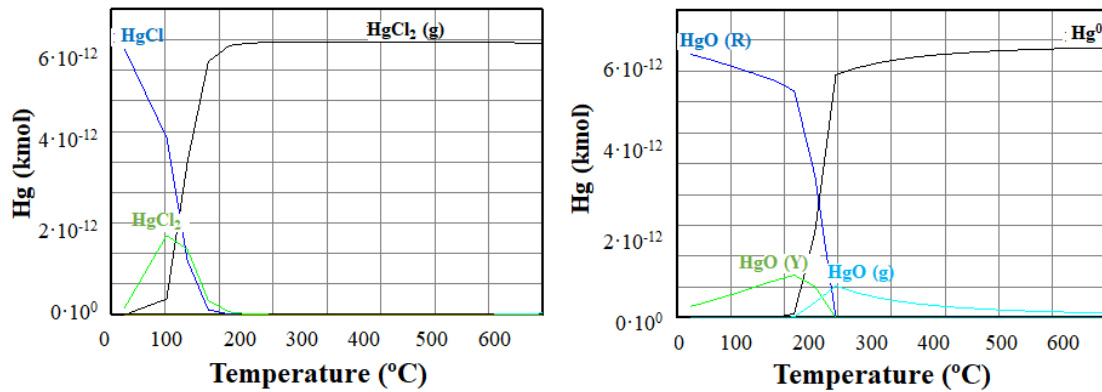 HgCl
HgCl₂ (g)
6·10⁻¹²
4·10⁻¹²
2·10⁻¹²
0·10⁰
Hg (kmol)
HgCl₂
0 100 200 300 400 500 600
Temperature (ºC)
HgO (R)
Hg⁰
6·10⁻¹²
4·10⁻¹²
2·10⁻¹²
0·10⁰
Hg (kmol)
HgO (Y)
HgO (g)
0 100 200 300 400 500 600
Temperature (ºC)